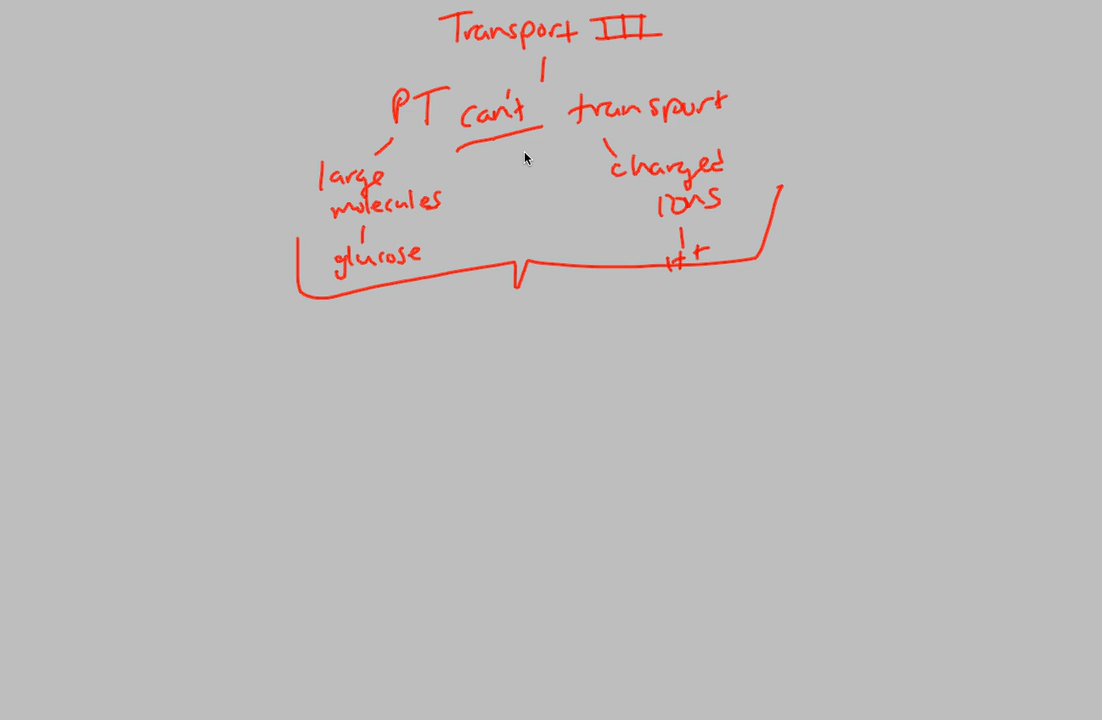 Transport III
PT can't transport
large
molecules
glucose
charged
ions
H+